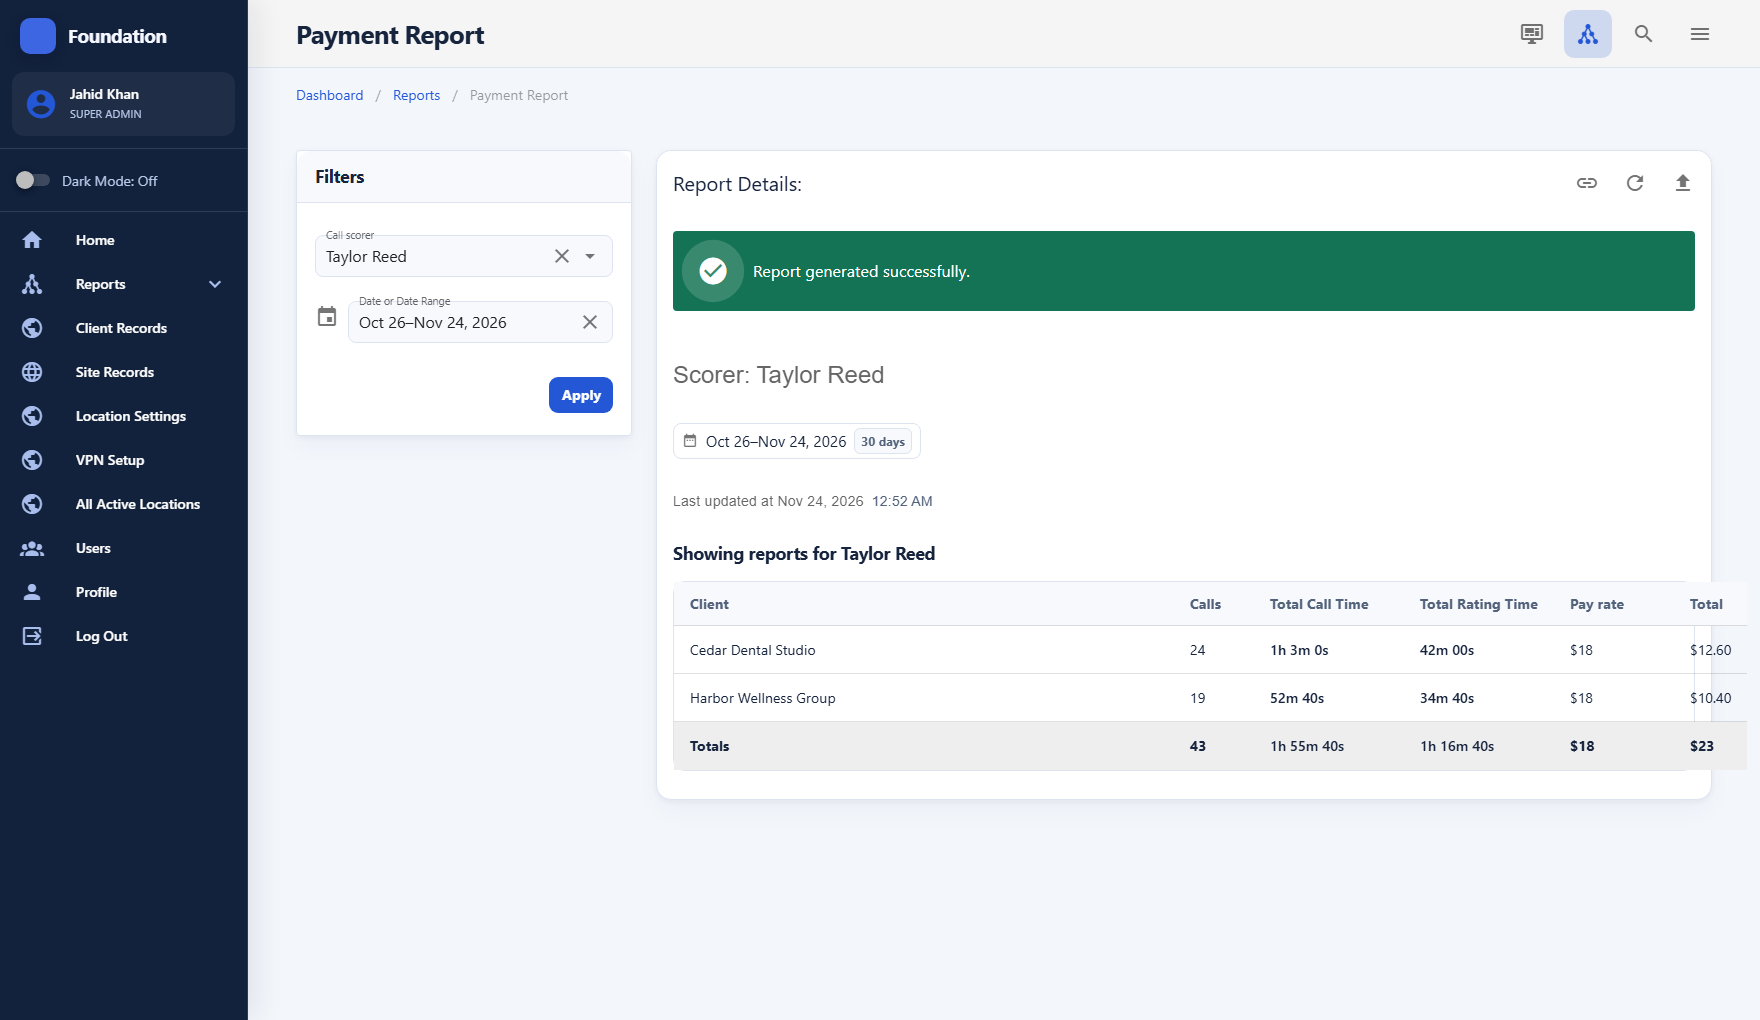 Foundation
Jahid Khan
SUPER ADMIN
Dark Mode: Off
Home
Reports
Client Records
Site Records
Location Settings
VPN Setup
All Active Locations
Users
Profile
Log Out
Payment Report
Dashboard / Reports / Payment Report
Filters
Call scorer
Taylor Reed
Date or Date Range
Oct 26–Nov 24, 2026
Apply
Report Details:
Report generated successfully.
Scorer: Taylor Reed
Oct 26–Nov 24, 2026 30 days
Last updated at Nov 24, 2026 12:52 AM
Showing reports for Taylor Reed
Client Calls Total Call Time Total Rating Time Pay rate Total
Cedar Dental Studio 24 1h 3m 0s 42m 00s $18 $12.60
Harbor Wellness Group 19 52m 40s 34m 40s $18 $10.40
Totals 43 1h 55m 40s 1h 16m 40s $18 $23